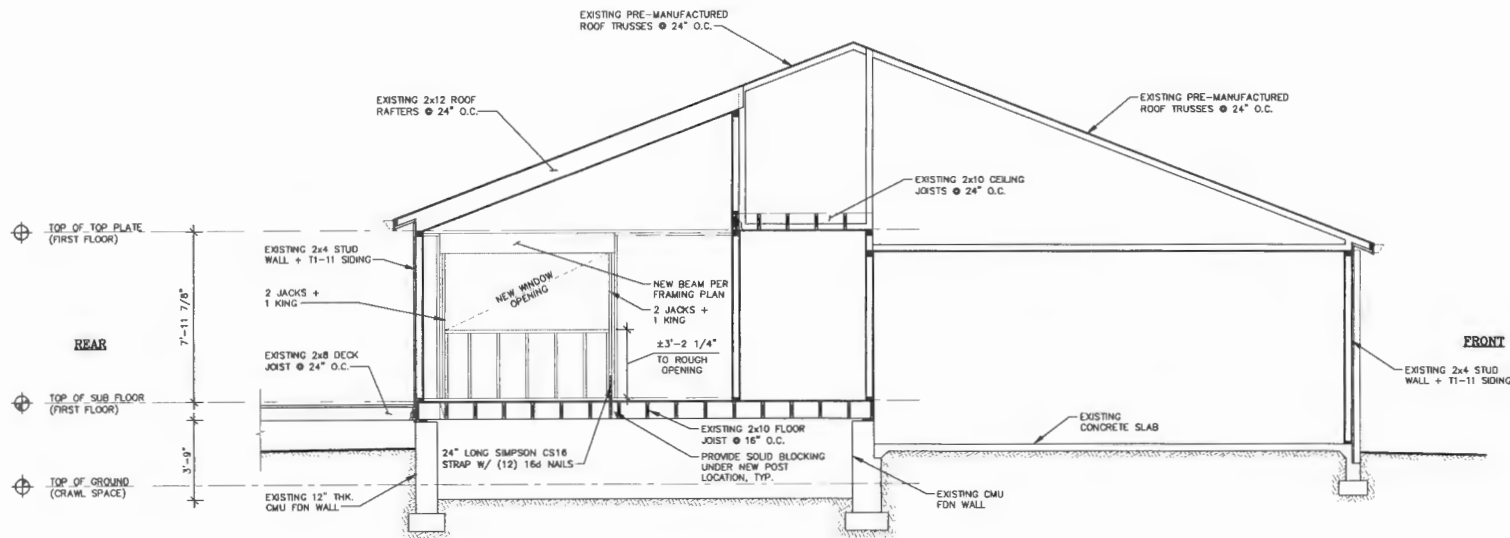 EXISTING PRE-MANUFACTURED
ROOF TRUSSES @ 24" O.C.
EXISTING 2x12 ROOF
RAFTERS @ 24" O.C.
EXISTING PRE-MANUFACTURED
ROOF TRUSSES @ 24" O.C.
EXISTING 2x10 CEILING
JOISTS @ 24" O.C.
TOP OF TOP PLATE
(FIRST FLOOR)
EXISTING 2x4 STUD
WALL + T1-11 SIDING
2 JACKS +
1 KING
NEW WINDOW
OPENING
NEW BEAM PER
FRAMING PLAN
2 JACKS +
1 KING
7'-11 7/8"
REAR
±3'-2 1/4"
TO ROUGH
OPENING
FRONT
EXISTING 2x8 DECK
JOIST @ 24" O.C.
EXISTING 2x4 STUD
WALL + T1-11 SIDING
TOP OF SUB FLOOR
(FIRST FLOOR)
EXISTING
CONCRETE SLAB
EXISTING 2x10 FLOOR
JOIST @ 16" O.C.
24" LONG SIMPSON CS16
STRAP W/ (12) 16d NAILS
PROVIDE SOLID BLOCKING
UNDER NEW POST
LOCATION, TYP.
3'-9"
TOP OF GROUND
(CRAWL SPACE)
EXISTING 12" THK.
CMU FDN WALL
EXISTING CMU
FDN WALL